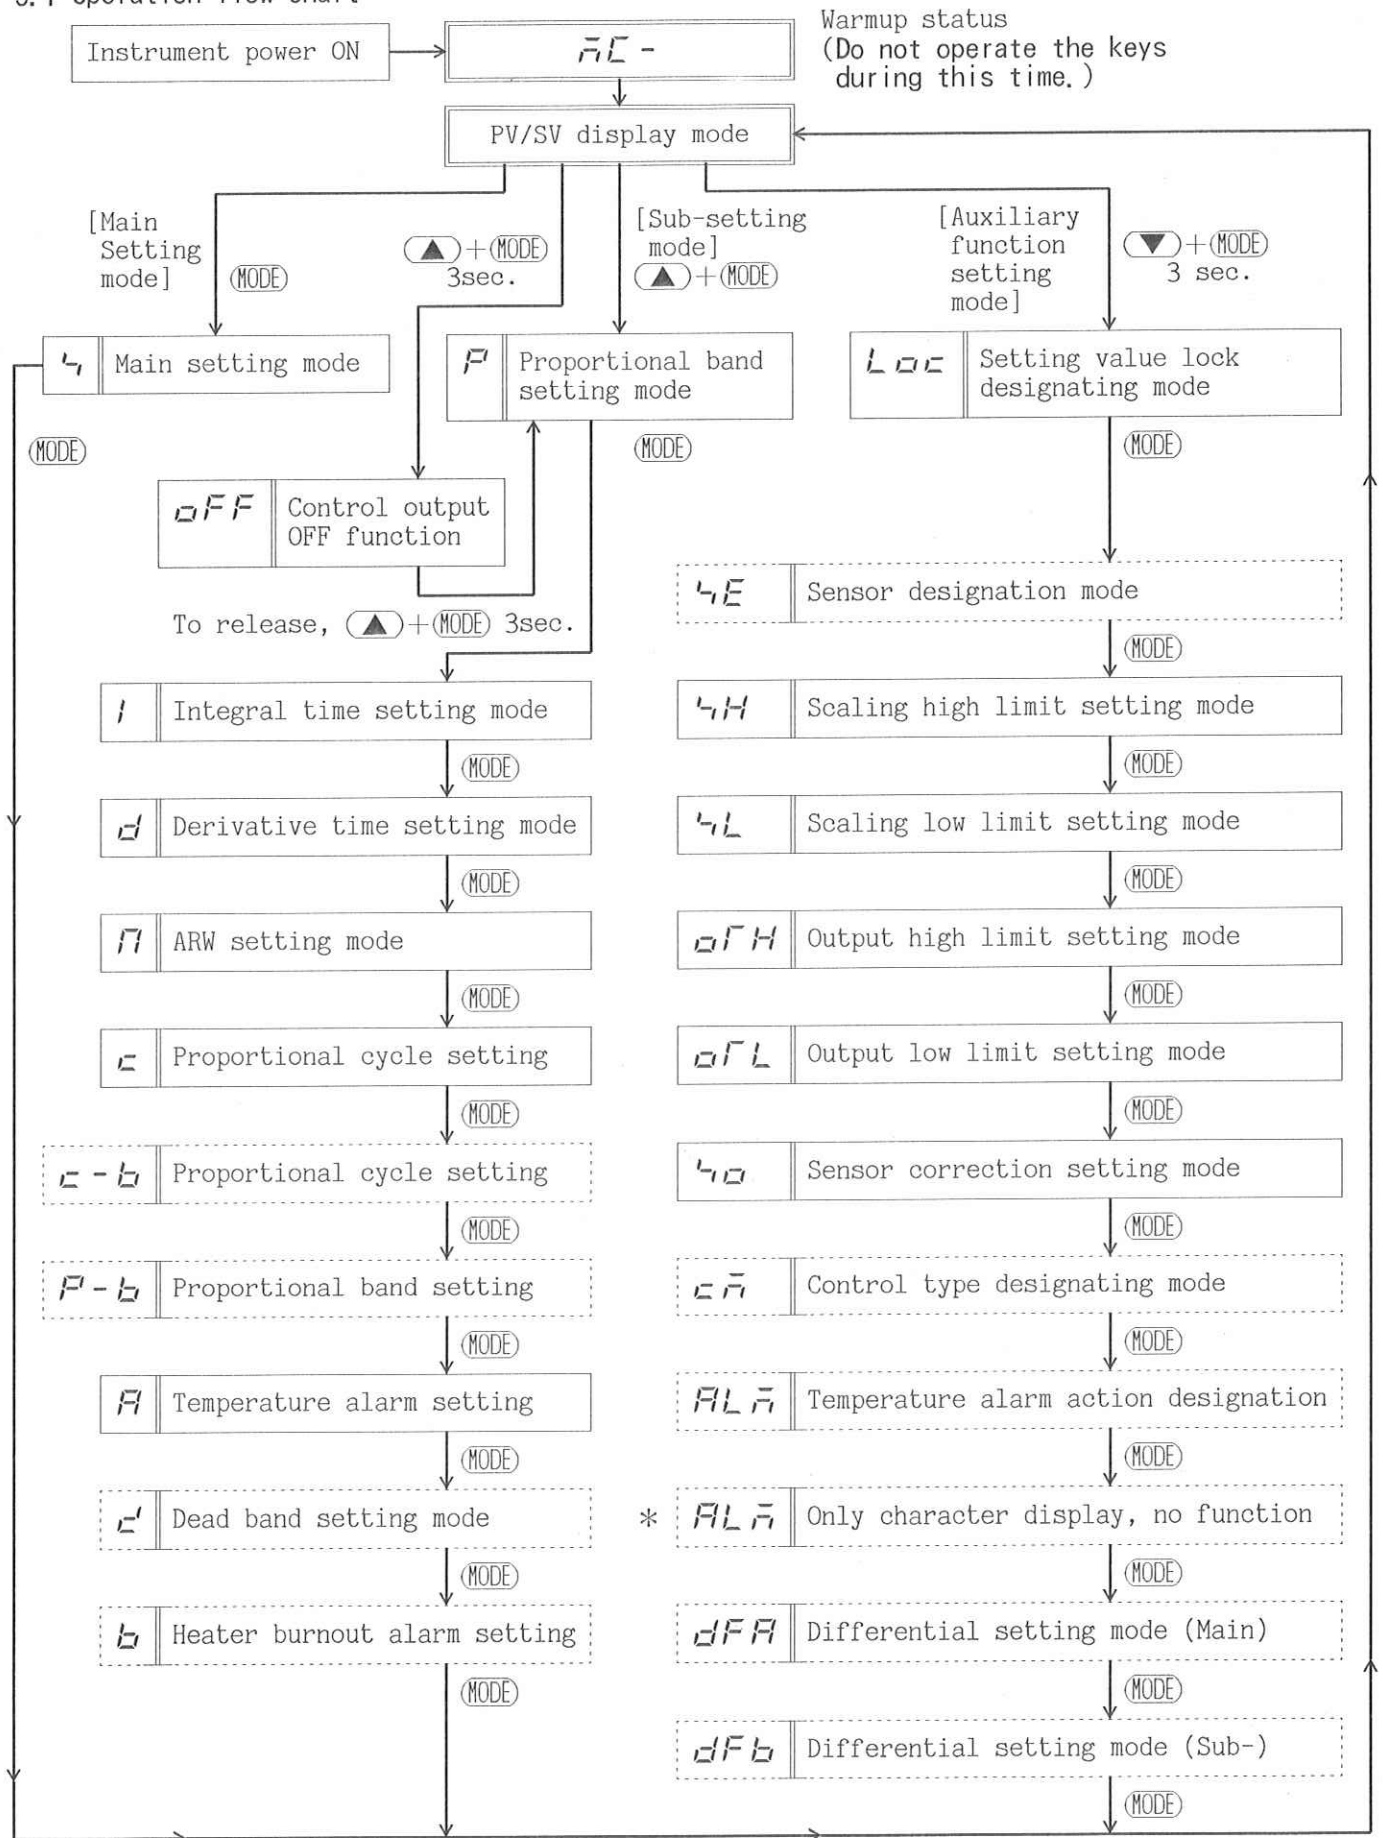 Operation flow chart
Instrument power ON
Warmup status
(Do not operate the keys
during this time.)
PV/SV display mode
[Main
Setting
mode]
(MODE)
▲+(MODE)
3sec.
[Sub-setting
mode]
▲+(MODE)
[Auxiliary
function
setting
mode]
▼+(MODE)
3 sec.
Main setting mode
(MODE)
P Proportional band
setting mode
(MODE)
Loc Setting value lock
designating mode
(MODE)
oFF Control output
OFF function
To release, ▲+(MODE) 3sec.
I Integral time setting mode
(MODE)
d Derivative time setting mode
(MODE)
ARW setting mode
(MODE)
c Proportional cycle setting
(MODE)
c-b Proportional cycle setting
(MODE)
P-b Proportional band setting
(MODE)
A Temperature alarm setting
(MODE)
Dead band setting mode
(MODE)
b Heater burnout alarm setting
(MODE)
Sensor designation mode
(MODE)
Scaling high limit setting mode
(MODE)
Scaling low limit setting mode
(MODE)
Output high limit setting mode
(MODE)
Output low limit setting mode
(MODE)
Sensor correction setting mode
(MODE)
Control type designating mode
(MODE)
Temperature alarm action designation
(MODE)
* Only character display, no function
(MODE)
dFA Differential setting mode (Main)
(MODE)
dFb Differential setting mode (Sub-)
(MODE)